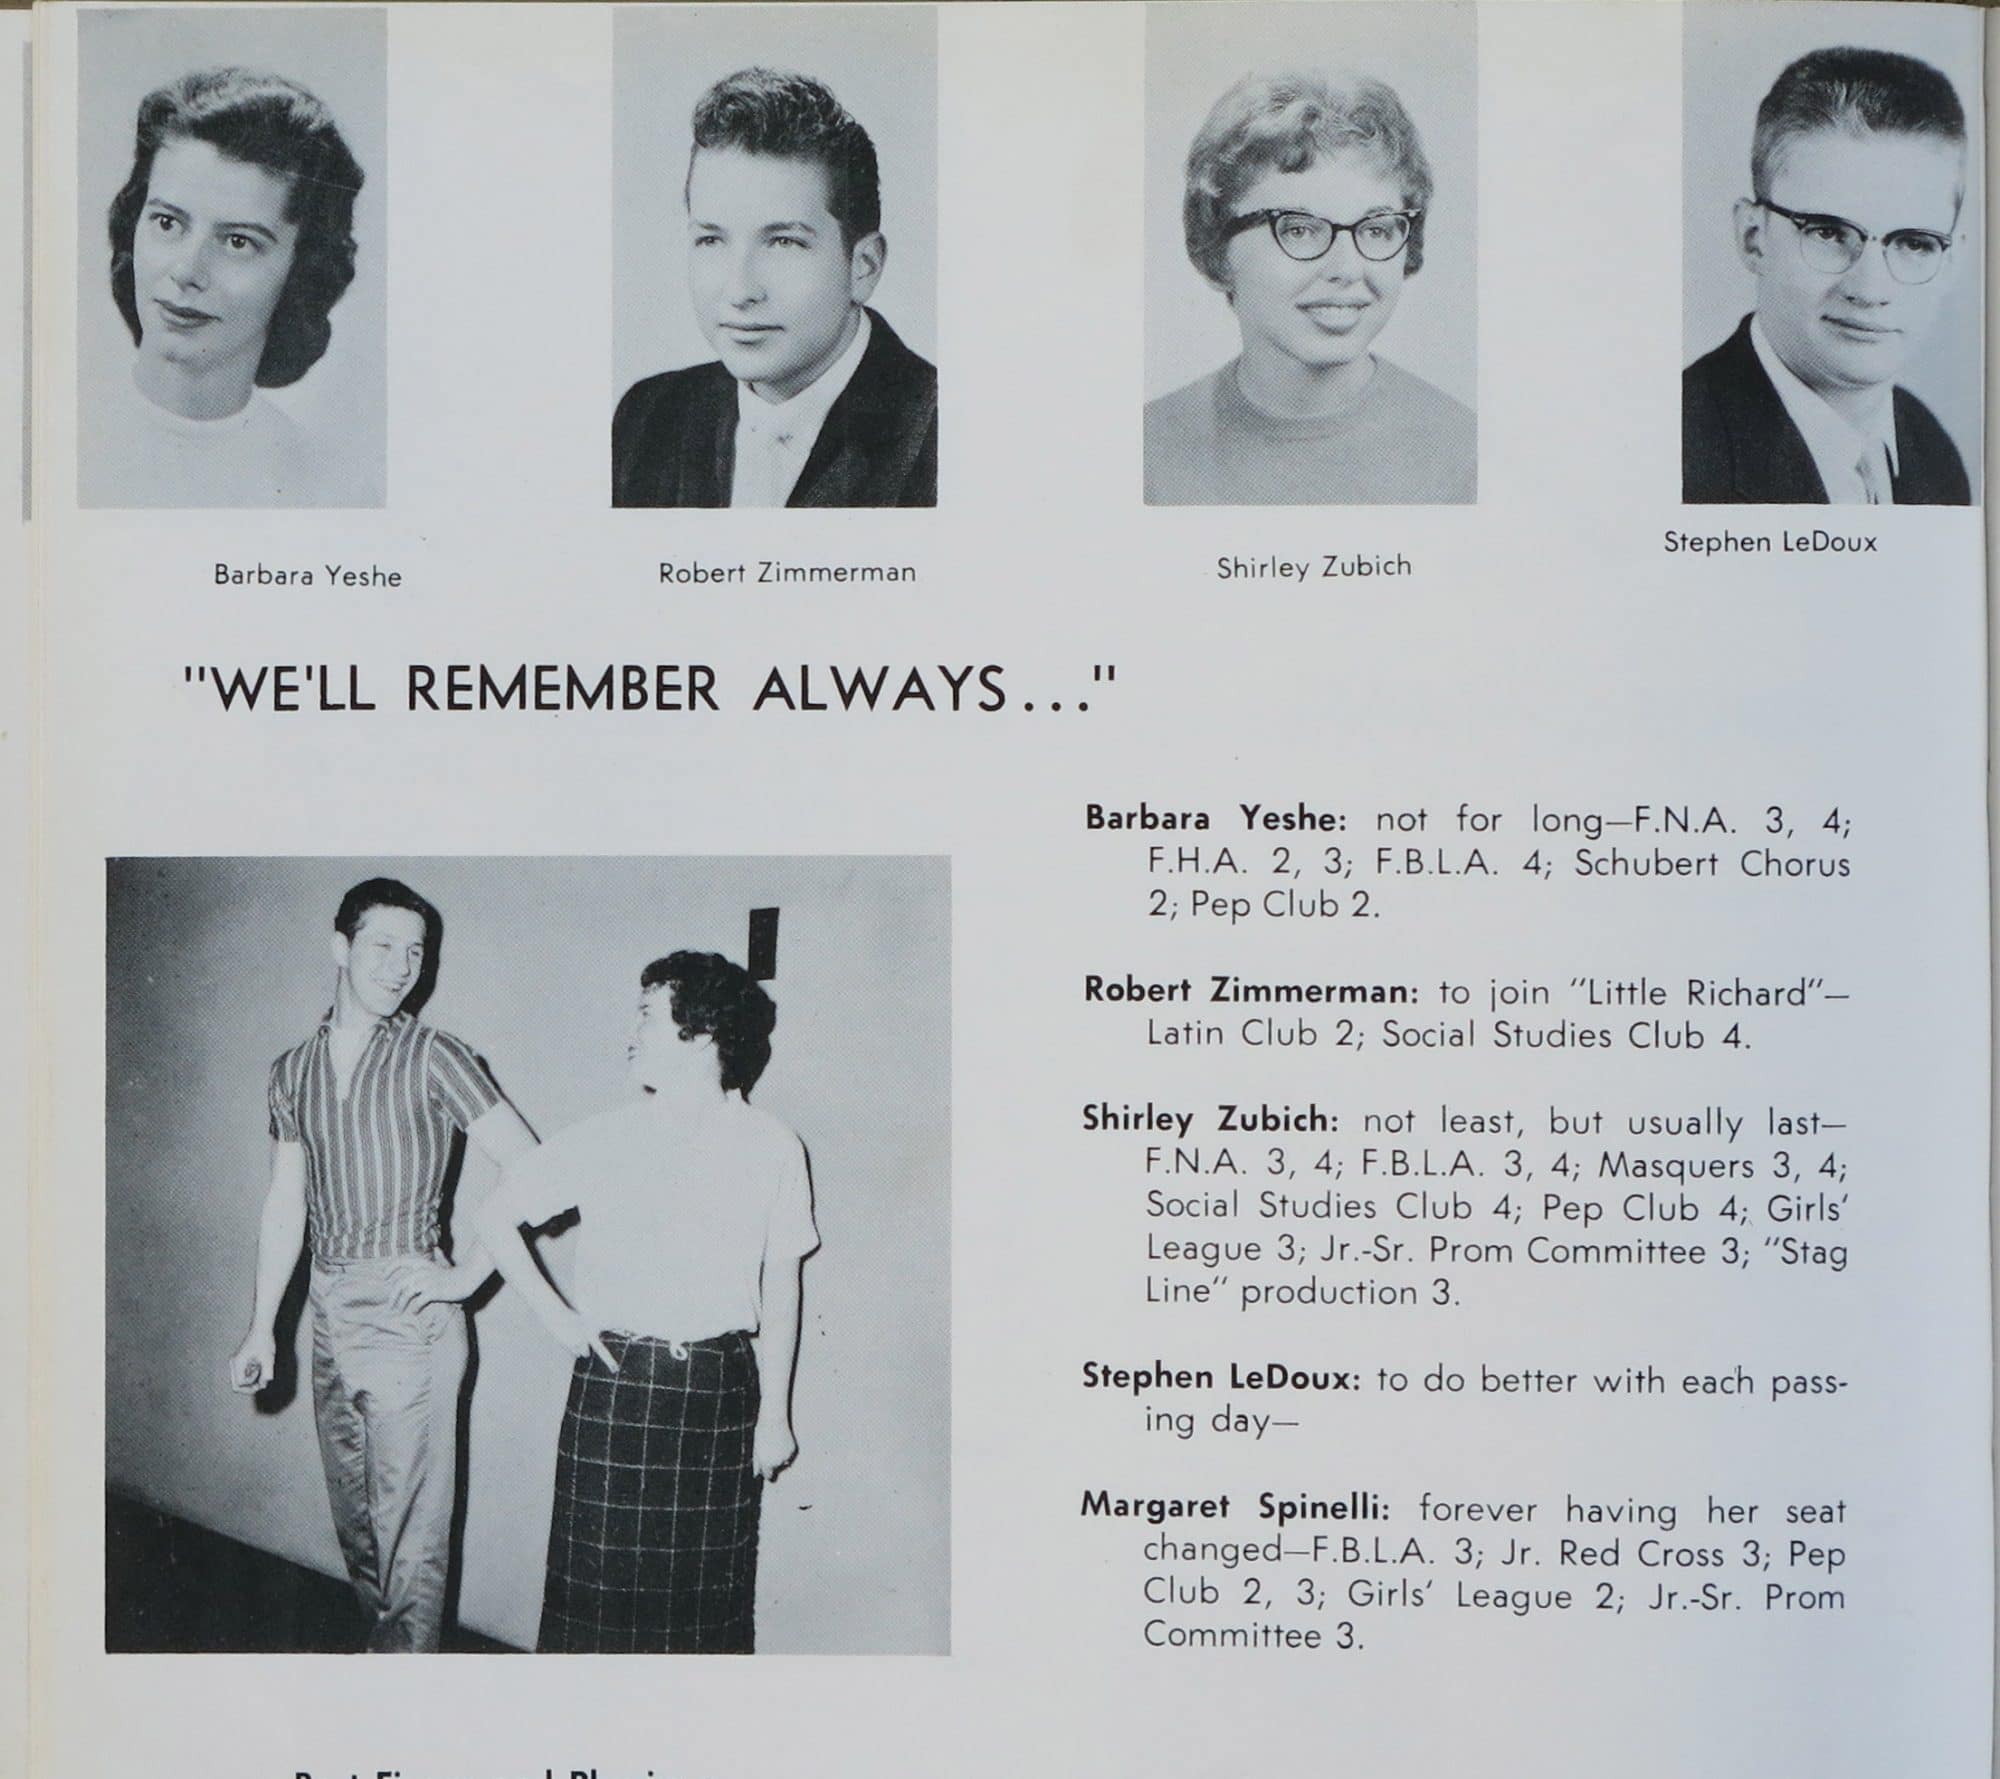 Barbara Yeshe
Robert Zimmerman
Shirley Zubich
Stephen LeDoux
"WE'LL REMEMBER ALWAYS..."
Barbara Yeshe: not for long—F.N.A. 3, 4;
F.H.A. 2, 3; F.B.L.A. 4; Schubert Chorus
2; Pep Club 2.
Robert Zimmerman: to join "Little Richard"—
Latin Club 2; Social Studies Club 4.
Shirley Zubich: not least, but usually last—
F.N.A. 3, 4; F.B.L.A. 3, 4; Masquers 3, 4;
Social Studies Club 4; Pep Club 4; Girls'
League 3; Jr.-Sr. Prom Committee 3; "Stag
Line" production 3.
Stephen LeDoux: to do better with each pass-
ing day—
Margaret Spinelli: forever having her seat
changed—F.B.L.A. 3; Jr. Red Cross 3; Pep
Club 2, 3; Girls' League 2; Jr.-Sr. Prom
Committee 3.